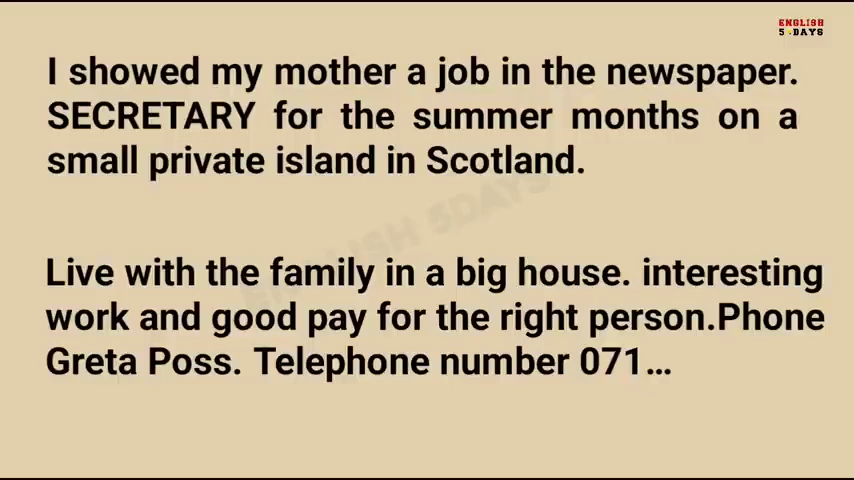 ENGLISH
5 DAYS
I showed my mother a job in the newspaper.
SECRETARY for the summer months on a
small private island in Scotland.
ENGLISH 5DAYS
Live with the family in a big house. interesting
work and good pay for the right person.Phone
Greta Poss. Telephone number 071...